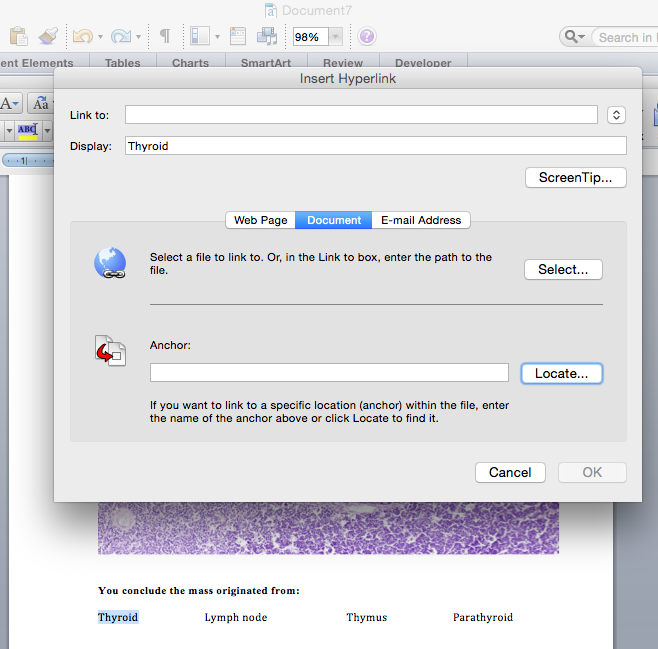 Document7
98%
Search in
ent Elements Tables Charts SmartArt Review Developer
Insert Hyperlink
A Aa
ABC
1
Link to:
Display: Thyroid
ScreenTip...
Web Page Document E-mail Address
Select a file to link to. Or, in the Link to box, enter the path to the
file.
Select...
Anchor:
Locate...
If you want to link to a specific location (anchor) within the file, enter
the name of the anchor above or click Locate to find it.
Cancel OK
You conclude the mass originated from:
Thyroid Lymph node Thymus Parathyroid